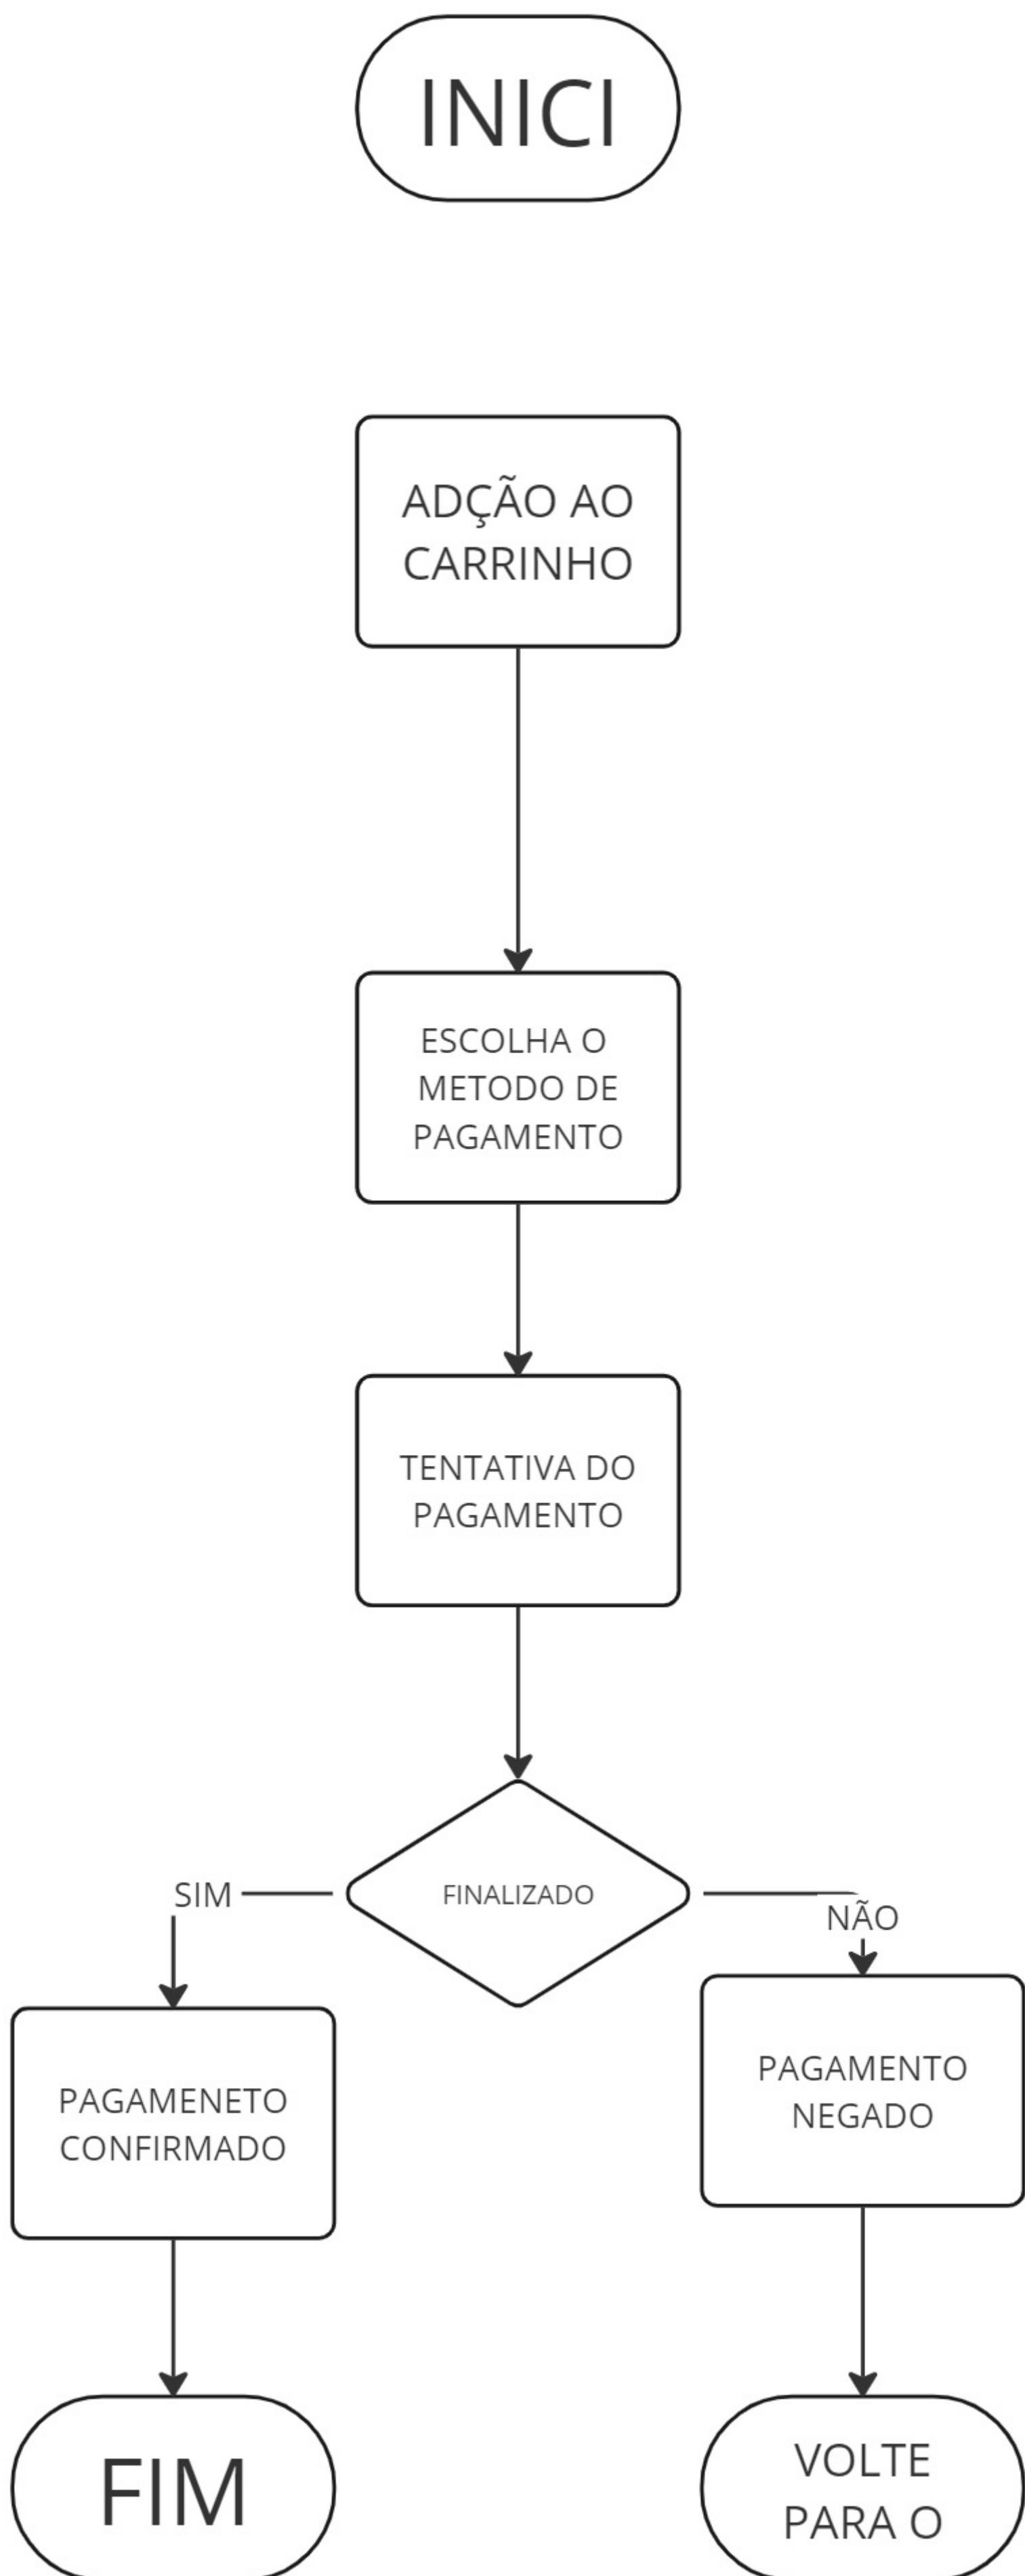 INICI
ADÇÃO AO
CARRINHO
ESCOLHA O
METODO DE
PAGAMENTO
TENTATIVA DO
PAGAMENTO
FINALIZADO
SIM
NÃO
PAGAMENETO
CONFIRMADO
PAGAMENTO
NEGADO
FIM
VOLTE
PARA O